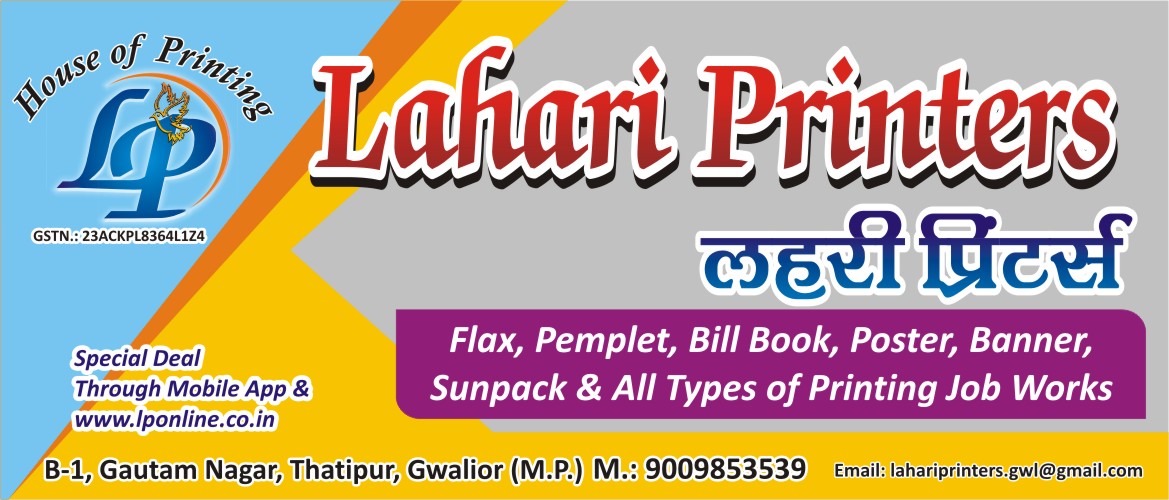 House of Printing
LP
GSTN.: 23ACKPL8364L1Z4
Lahari Printers
लहरी प्रिंटर्स
Flax, Pemplet, Bill Book, Poster, Banner,
Sunpack & All Types of Printing Job Works
Special Deal
Through Mobile App &
www.lponline.co.in
B-1, Gautam Nagar, Thatipur, Gwalior (M.P.) M.: 9009853539 Email: lahariprinters.gwl@gmail.com